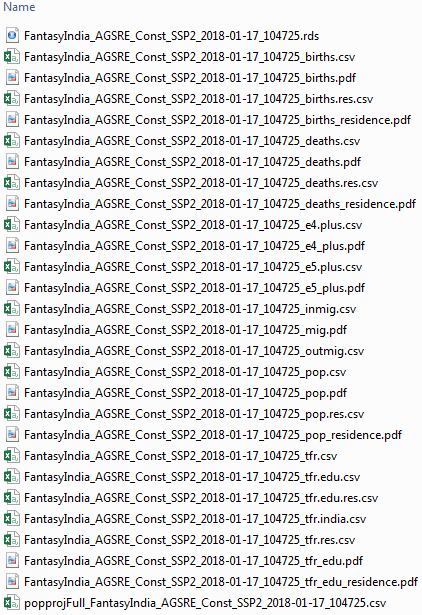 Name
FantasyIndia_AGSRE_Const_SSP2_2018-01-17_104725.rds
FantasyIndia_AGSRE_Const_SSP2_2018-01-17_104725_births.csv
FantasyIndia_AGSRE_Const_SSP2_2018-01-17_104725_births.pdf
FantasyIndia_AGSRE_Const_SSP2_2018-01-17_104725_births.res.csv
FantasyIndia_AGSRE_Const_SSP2_2018-01-17_104725_births_residence.pdf
FantasyIndia_AGSRE_Const_SSP2_2018-01-17_104725_deaths.csv
FantasyIndia_AGSRE_Const_SSP2_2018-01-17_104725_deaths.pdf
FantasyIndia_AGSRE_Const_SSP2_2018-01-17_104725_deaths.res.csv
FantasyIndia_AGSRE_Const_SSP2_2018-01-17_104725_deaths_residence.pdf
FantasyIndia_AGSRE_Const_SSP2_2018-01-17_104725_e4.plus.csv
FantasyIndia_AGSRE_Const_SSP2_2018-01-17_104725_e4_plus.pdf
FantasyIndia_AGSRE_Const_SSP2_2018-01-17_104725_e5.plus.csv
FantasyIndia_AGSRE_Const_SSP2_2018-01-17_104725_e5_plus.pdf
FantasyIndia_AGSRE_Const_SSP2_2018-01-17_104725_inmig.csv
FantasyIndia_AGSRE_Const_SSP2_2018-01-17_104725_mig.pdf
FantasyIndia_AGSRE_Const_SSP2_2018-01-17_104725_outmig.csv
FantasyIndia_AGSRE_Const_SSP2_2018-01-17_104725_pop.csv
FantasyIndia_AGSRE_Const_SSP2_2018-01-17_104725_pop.pdf
FantasyIndia_AGSRE_Const_SSP2_2018-01-17_104725_pop.res.csv
FantasyIndia_AGSRE_Const_SSP2_2018-01-17_104725_pop_residence.pdf
FantasyIndia_AGSRE_Const_SSP2_2018-01-17_104725_tfr.csv
FantasyIndia_AGSRE_Const_SSP2_2018-01-17_104725_tfr.edu.csv
FantasyIndia_AGSRE_Const_SSP2_2018-01-17_104725_tfr.edu.res.csv
FantasyIndia_AGSRE_Const_SSP2_2018-01-17_104725_tfr.india.csv
FantasyIndia_AGSRE_Const_SSP2_2018-01-17_104725_tfr.res.csv
FantasyIndia_AGSRE_Const_SSP2_2018-01-17_104725_tfr_edu.pdf
FantasyIndia_AGSRE_Const_SSP2_2018-01-17_104725_tfr_edu_residence.pdf
popprojFull_FantasyIndia_AGSRE_Const_SSP2_2018-01-17_104725.csv